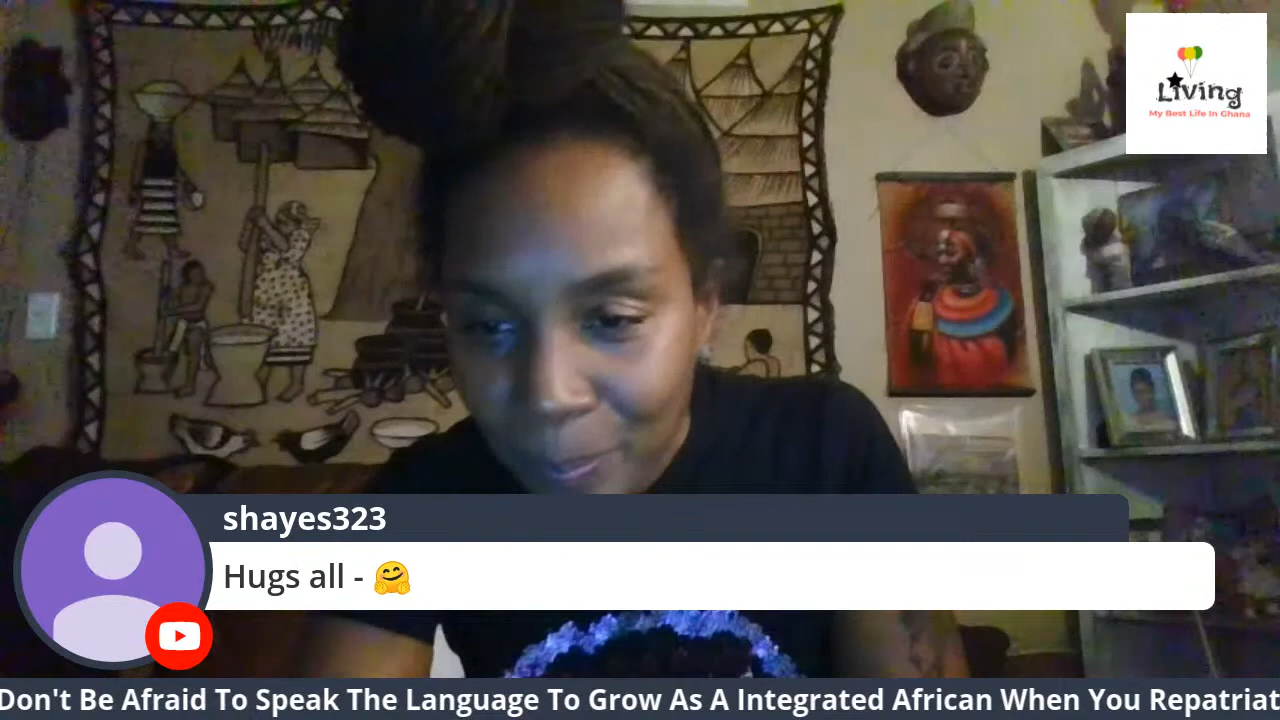 Living
My Best Life In Ghana
shayes323
Hugs all - 🤗
Don't Be Afraid To Speak The Language To Grow As A Integrated African When You Repatriat